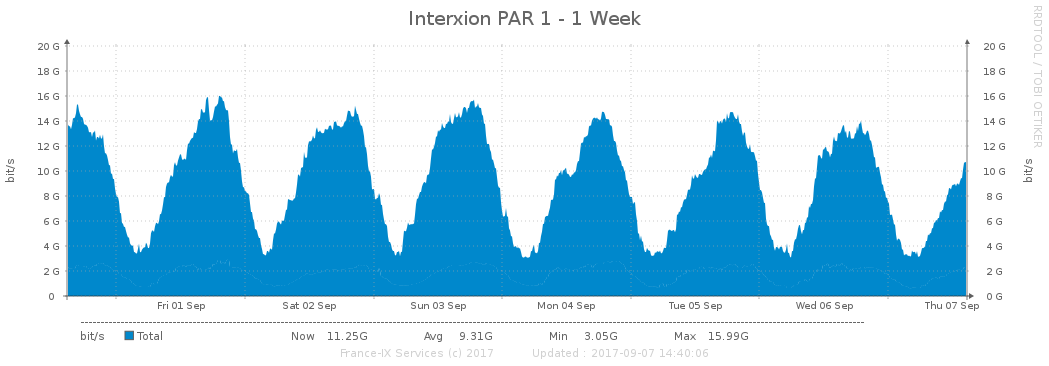 Interxion PAR 1 - 1 Week
RRDTOOL / TOBI OETIKER
20 G 20 G
18 G 18 G
16 G 16 G
14 G 14 G
12 G 12 G
10 G 10 G
8 G 8 G
6 G 6 G
4 G 4 G
2 G 2 G
0 0 G
bit/s
bit/s
Fri 01 Sep Sat 02 Sep Sun 03 Sep Mon 04 Sep Tue 05 Sep Wed 06 Sep Thu 07 Sep
bit/s Total Now 11.25G Avg 9.31G Min 3.05G Max 15.99G
France-IX Services (c) 2017 Updated : 2017-09-07 14:40:06